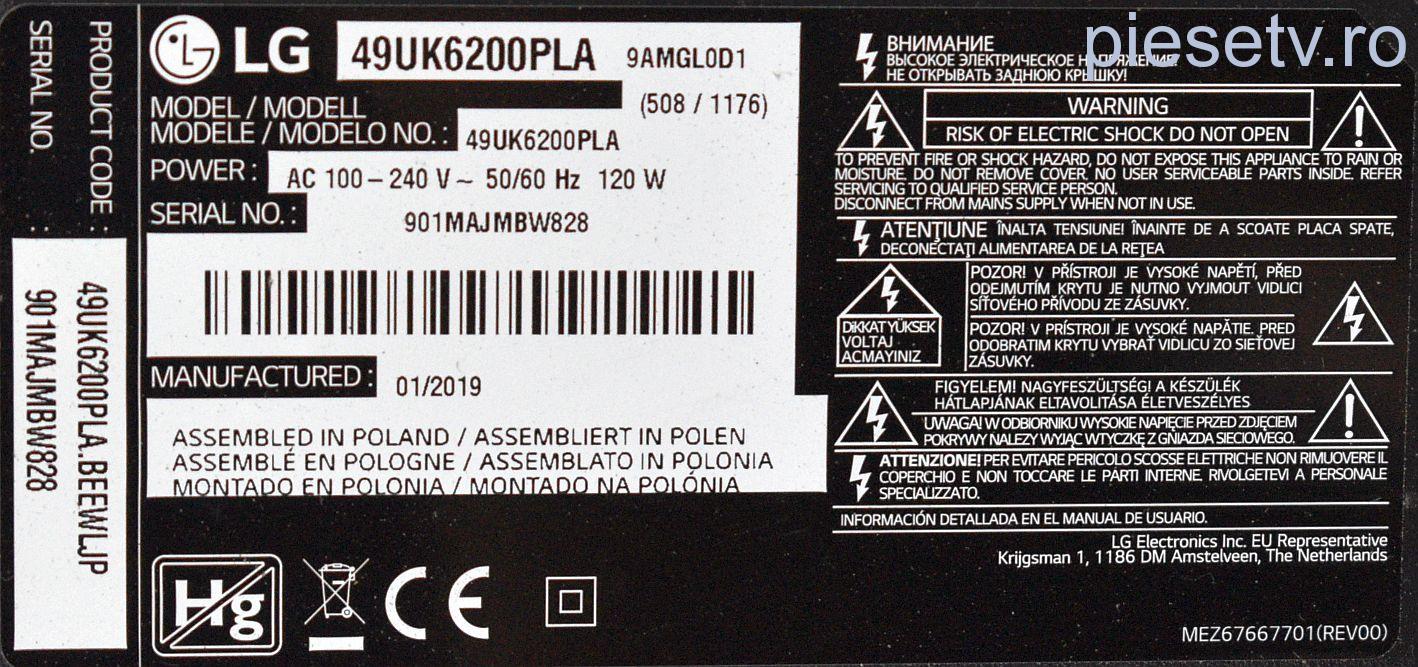 piesetv.ro
PRODUCT CODE : 49UK6200PLA.BEEWLJP
SERIAL NO. : 901MAJMBW828
LG 49UK6200PLA 9AMGL0D1
(508 / 1176)
MODEL / MODELL
MODELE / MODELO NO. : 49UK6200PLA
POWER : AC 100 – 240 V ~ 50/60 Hz 120 W
SERIAL NO. : 901MAJMBW828
MANUFACTURED : 01/2019
ASSEMBLED IN POLAND / ASSEMBLIERT IN POLEN
ASSEMBLÉ EN POLOGNE / ASSEMBLATO IN POLONIA
MONTADO EN POLONIA / MONTADO NA POLÓNIA
Hg
CE
ВНИМАНИЕ
ВЫСОКОЕ ЭЛЕКТРИЧЕСКОЕ НАПРЯЖЕНИЕ!
НЕ ОТКРЫВАТЬ ЗАДНЮЮ КРЫШКУ!
WARNING
RISK OF ELECTRIC SHOCK DO NOT OPEN
TO PREVENT FIRE OR SHOCK HAZARD, DO NOT EXPOSE THIS APPLIANCE TO RAIN OR
MOISTURE. DO NOT REMOVE COVER. NO USER SERVICEABLE PARTS INSIDE. REFER
SERVICING TO QUALIFIED SERVICE PERSON.
DISCONNECT FROM MAINS SUPPLY WHEN NOT IN USE.
ATENŢIUNE ÎNALTA TENSIUNEI ÎNAINTE DE A SCOATE PLACA SPATE,
DECONECTAŢI ALIMENTAREA DE LA REŢEA
DiKKATYÜKSEK
VOLTAJ
ACMAYINIZ
POZOR! V PŘÍSTROJI JE VYSOKÉ NAPĚTÍ, PŘED
ODEJMUTÍM KRYTU JE NUTNO VYJMOUT VIDLICI
SÍŤOVÉHO PŘÍVODU ZE ZÁSUVKY.
POZOR! V PRÍSTROJI JE VYSOKÉ NAPÄTIE. PRED
ODOBRATIM KRYTU VYBRAŤ VIDLICU ZO SIEŤOVEJ
ZÁSUVKY.
FIGYELEM! NAGYFESZÜLTSÉG! A KÉSZÜLÉK
HÁTLAPJÁNAK ELTAVOLITÁSA ÉLETVESZÉLYES
UWAGA! W ODBIORNIKU WYSOKIE NAPIĘCIE PRZED ZDJĘCIEM
POKRYWY NALEZY WYJĄC WTYCZKĘ Z GNIAZDA SIECIOWEGO.
ATTENZIONE! PER EVITARE PERICOLO SCOSSE ELETTRICHE NON RIMUOVERE IL
COPERCHIO E NON TOCCARE LE PARTI INTERNE. RIVOLGETEVI A PERSONALE
SPECIALIZZATO.
INFORMACIÓN DETALLADA EN EL MANUAL DE USUARIO.
LG Electronics Inc. EU Representative
Krijgsman 1, 1186 DM Amstelveen, The Netherlands
MEZ67667701(REV00)